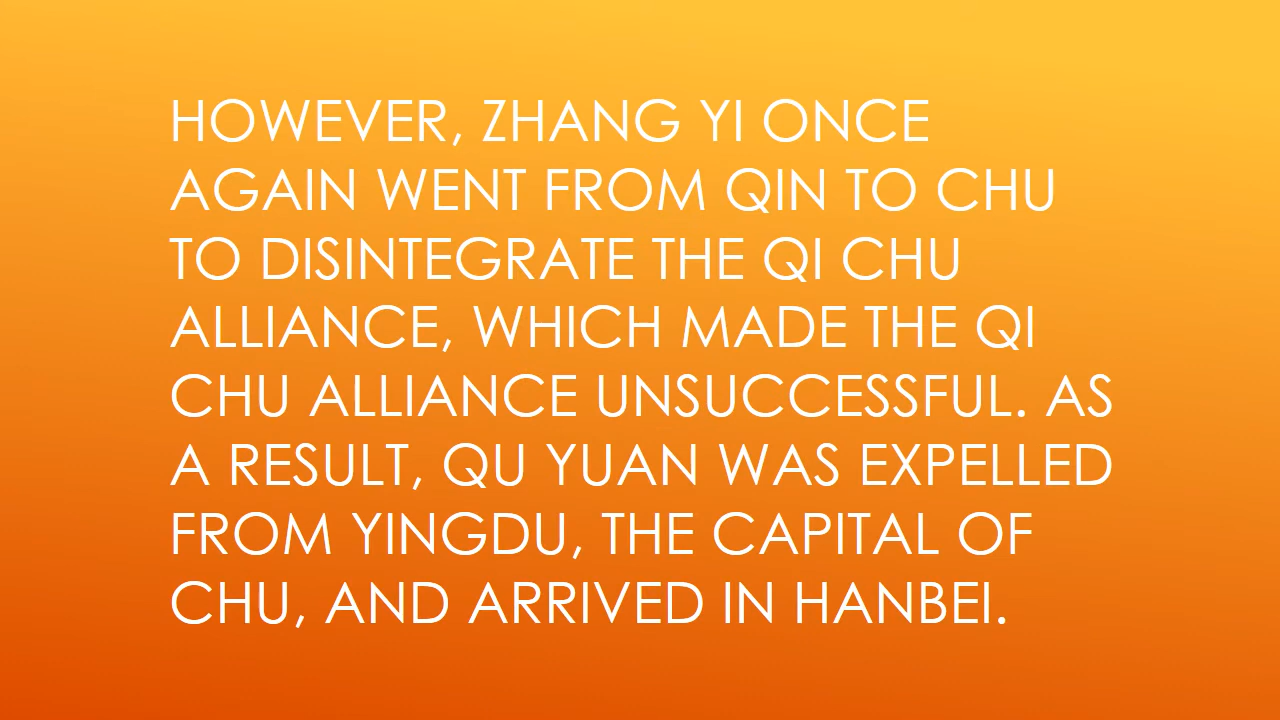 HOWEVER, ZHANG YI ONCE
AGAIN WENT FROM QIN TO CHU
TO DISINTEGRATE THE QI CHU
ALLIANCE, WHICH MADE THE QI
CHU ALLIANCE UNSUCCESSFUL. AS
A RESULT, QU YUAN WAS EXPELLED
FROM YINGDU, THE CAPITAL OF
CHU, AND ARRIVED IN HANBEI.